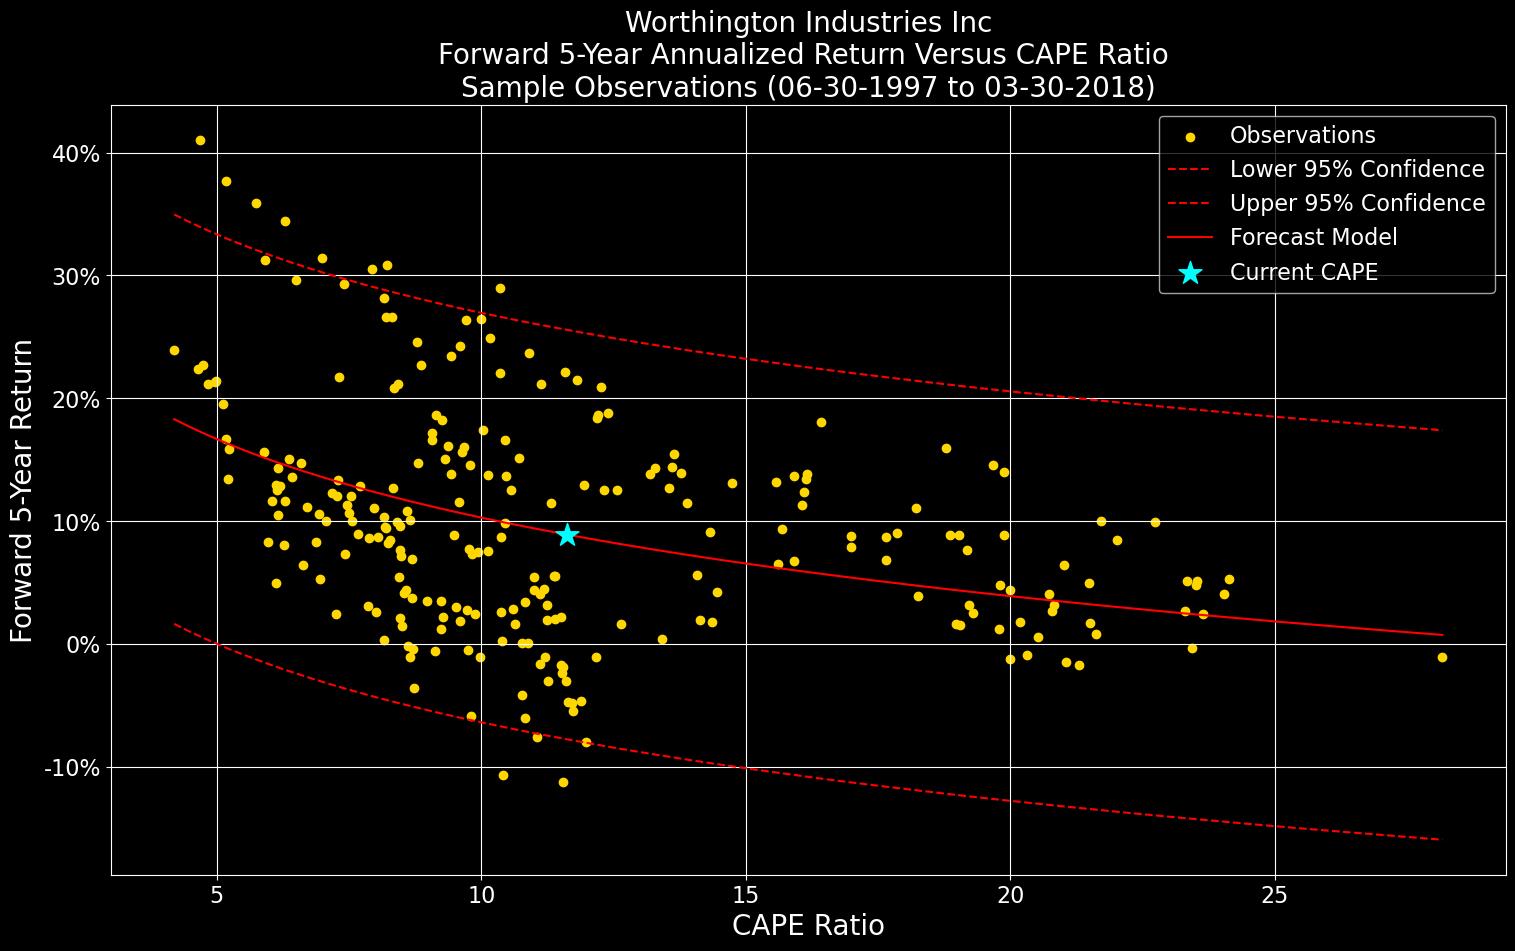 Worthington Industries Inc
Forward 5-Year Annualized Return Versus CAPE Ratio
Sample Observations (06-30-1997 to 03-30-2018)
Observations
Lower 95% Confidence
Upper 95% Confidence
Forecast Model
Current CAPE
Forward 5-Year Return
40%
30%
20%
10%
0%
-10%
5 10 15 20 25
CAPE Ratio